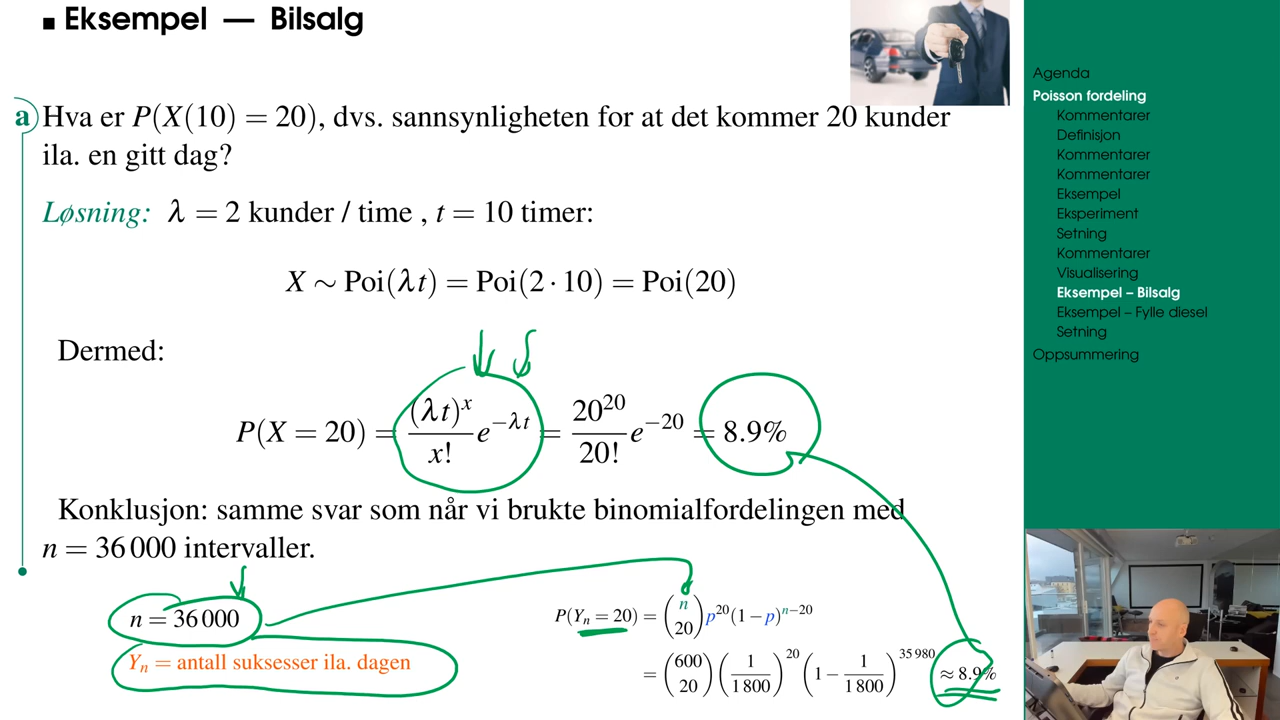 Eksempel — Bilsalg
a Hva er P(X(10) = 20), dvs. sannsynligheten for at det kommer 20 kunder
ila. en gitt dag?
Løsning: λ = 2 kunder / time , t = 10 timer:
X ∼ Poi(λt) = Poi(2 · 10) = Poi(20)
Dermed:
P(X = 20) = (λt)^x / x! e^{−λt} = 20^{20} / 20! e^{−20} = 8.9%
Konklusjon: samme svar som når vi brukte binomialfordelingen med
n = 36 000 intervaller.
n = 36 000
Y_n = antall suksesser ila. dagen
P(Y_n = 20) = (n 20) p^{20}(1 − p)^{n−20}
= (600 20) (1 / 1 800)^{20} (1 − 1 / 1 800)^{35 980} ≈ 8.9%
Agenda
Poisson fordeling
Kommentarer
Definisjon
Kommentarer
Kommentarer
Eksempel
Eksperiment
Setning
Kommentarer
Visualisering
Eksempel – Bilsalg
Eksempel – Fylle diesel
Setning
Oppsummering